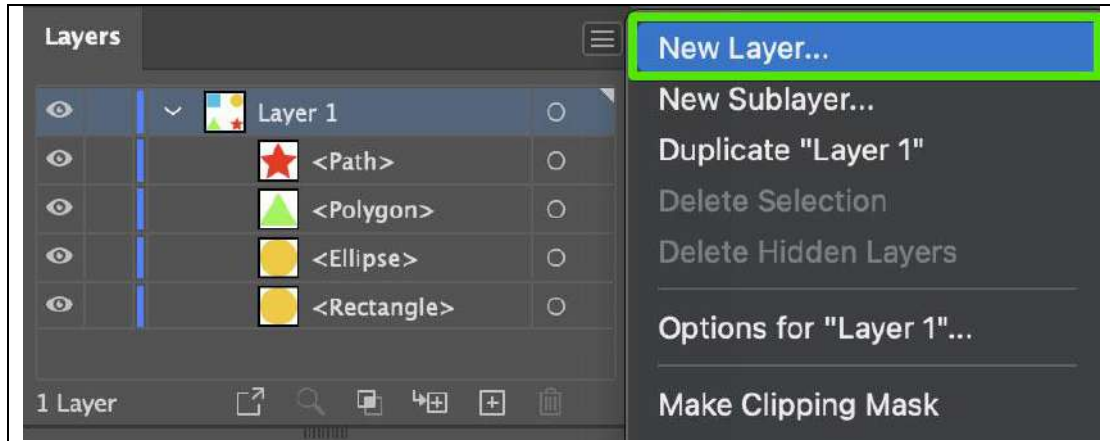 Layers
Layer 1
<Path>
<Polygon>
<Ellipse>
<Rectangle>
1 Layer
New Layer...
New Sublayer...
Duplicate "Layer 1"
Delete Selection
Delete Hidden Layers
Options for "Layer 1"...
Make Clipping Mask